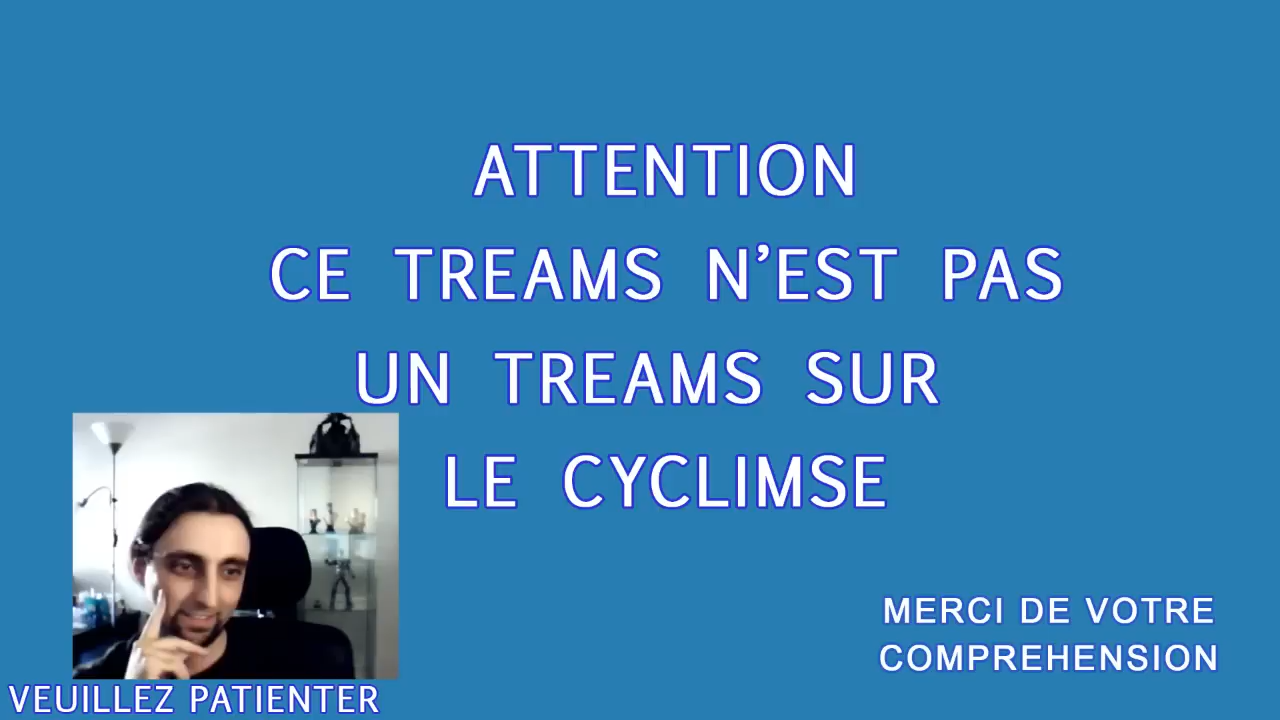 ATTENTION
CE TREAMS N'EST PAS
UN TREAMS SUR
LE CYCLIMSE
MERCI DE VOTRE
COMPREHENSION
VEUILLEZ PATIENTER